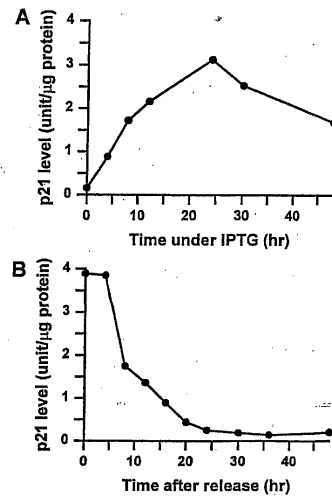 A
p21 level (unit/µg protein)
4
3
2
1
0
0 10 20 30 40
Time under IPTG (hr)
B
p21 level (unit/µg protein)
4
3
2
1
0
0 10 20 30 40
Time after release (hr)